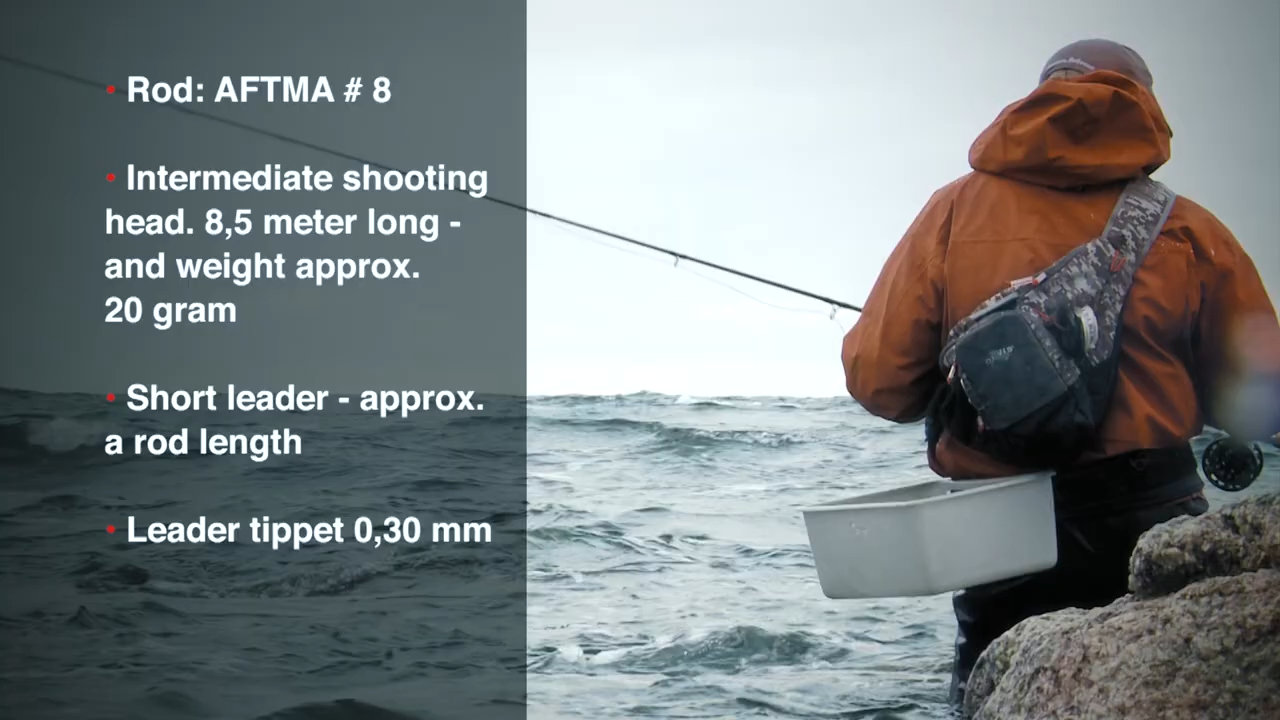 • Rod: AFTMA # 8
• Intermediate shooting
head. 8,5 meter long -
and weight approx.
20 gram
• Short leader - approx.
a rod length
• Leader tippet 0,30 mm